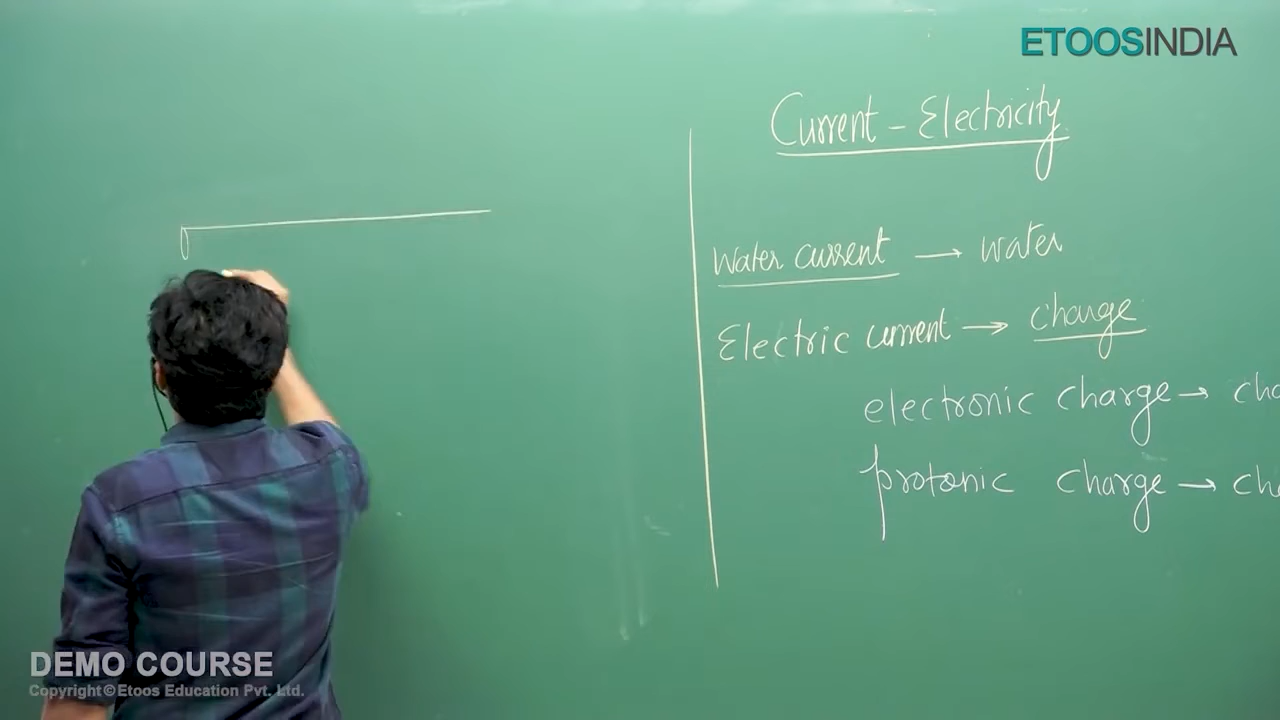 ETOOSINDIA
Current - Electricity
Water current → water
Electric current → charge
electronic charge →
protonic charge →
DEMO COURSE
Copyright © Etoos Education Pvt. Ltd.